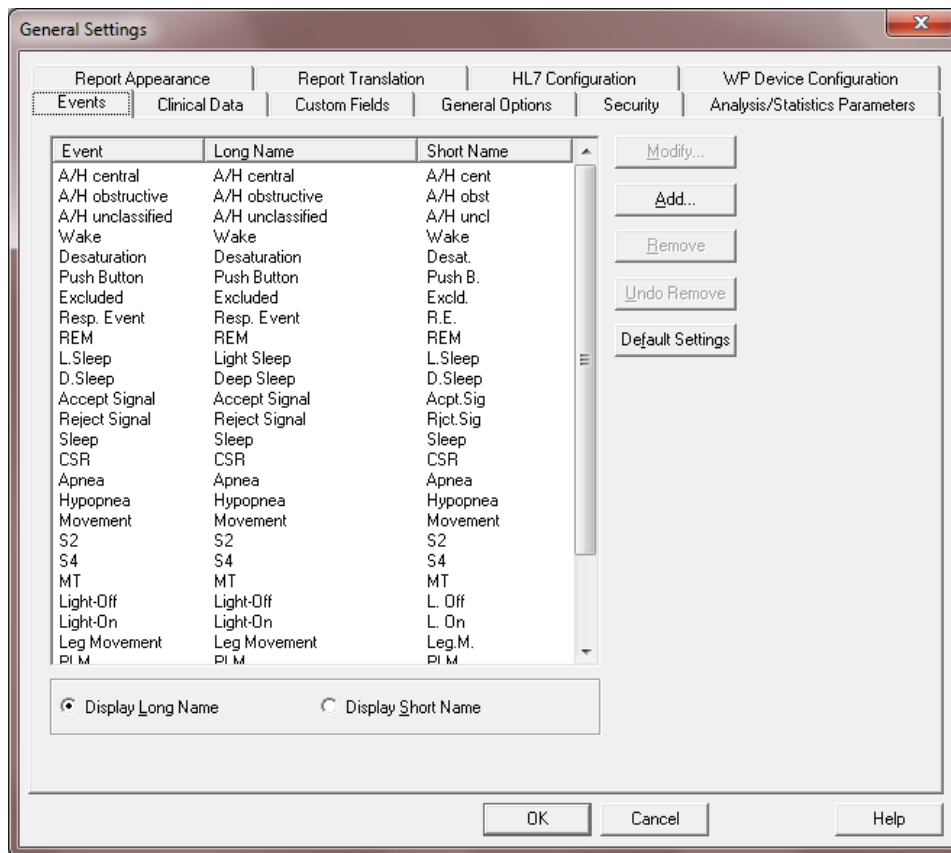 General Settings
Report Appearance Report Translation HL7 Configuration WP Device Configuration
Events Clinical Data Custom Fields General Options Security Analysis/Statistics Parameters
Event Long Name Short Name
A/H central A/H central A/H cent
A/H obstructive A/H obstructive A/H obst
A/H unclassified A/H unclassified A/H uncl
Wake Wake Wake
Desaturation Desaturation Desat.
Push Button Push Button Push B.
Excluded Excluded Excld.
Resp. Event Resp. Event R.E.
REM REM REM
L.Sleep Light Sleep L.Sleep
D.Sleep Deep Sleep D.Sleep
Accept Signal Accept Signal Acpt.Sig
Reject Signal Reject Signal Rjct.Sig
Sleep Sleep Sleep
CSR CSR CSR
Apnea Apnea Apnea
Hypopnea Hypopnea Hypopnea
Movement Movement Movement
S2 S2 S2
S4 S4 S4
MT MT MT
Light-Off Light-Off L. Off
Light-On Light-On L. On
Leg Movement Leg Movement Leg.M.
PLM PLM PLM
Modify...
Add...
Remove
Undo Remove
Default Settings
Display Long Name Display Short Name
OK Cancel Help